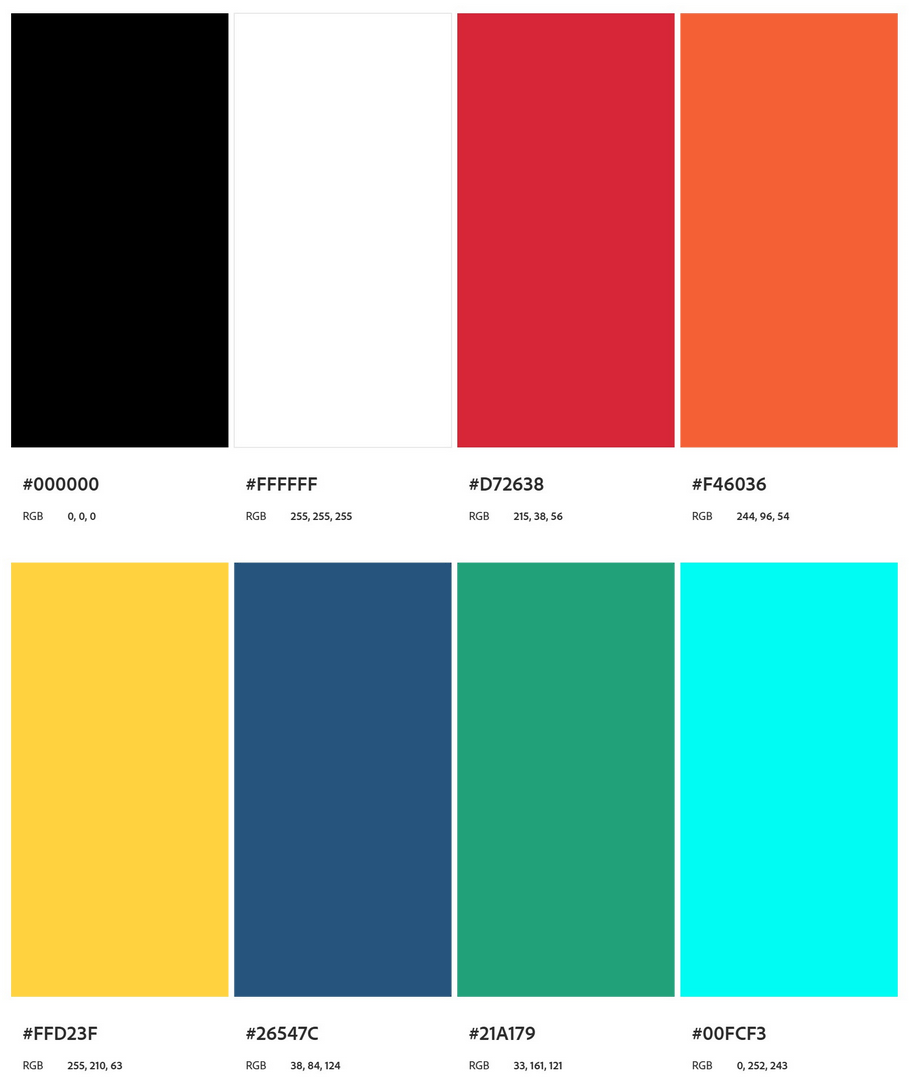 #000000
RGB 0, 0, 0
#FFFFFF
RGB 255, 255, 255
#D72638
RGB 215, 38, 56
#F46036
RGB 244, 96, 54
#FFD23F
RGB 255, 210, 63
#26547C
RGB 38, 84, 124
#21A179
RGB 33, 161, 121
#00FCF3
RGB 0, 252, 243